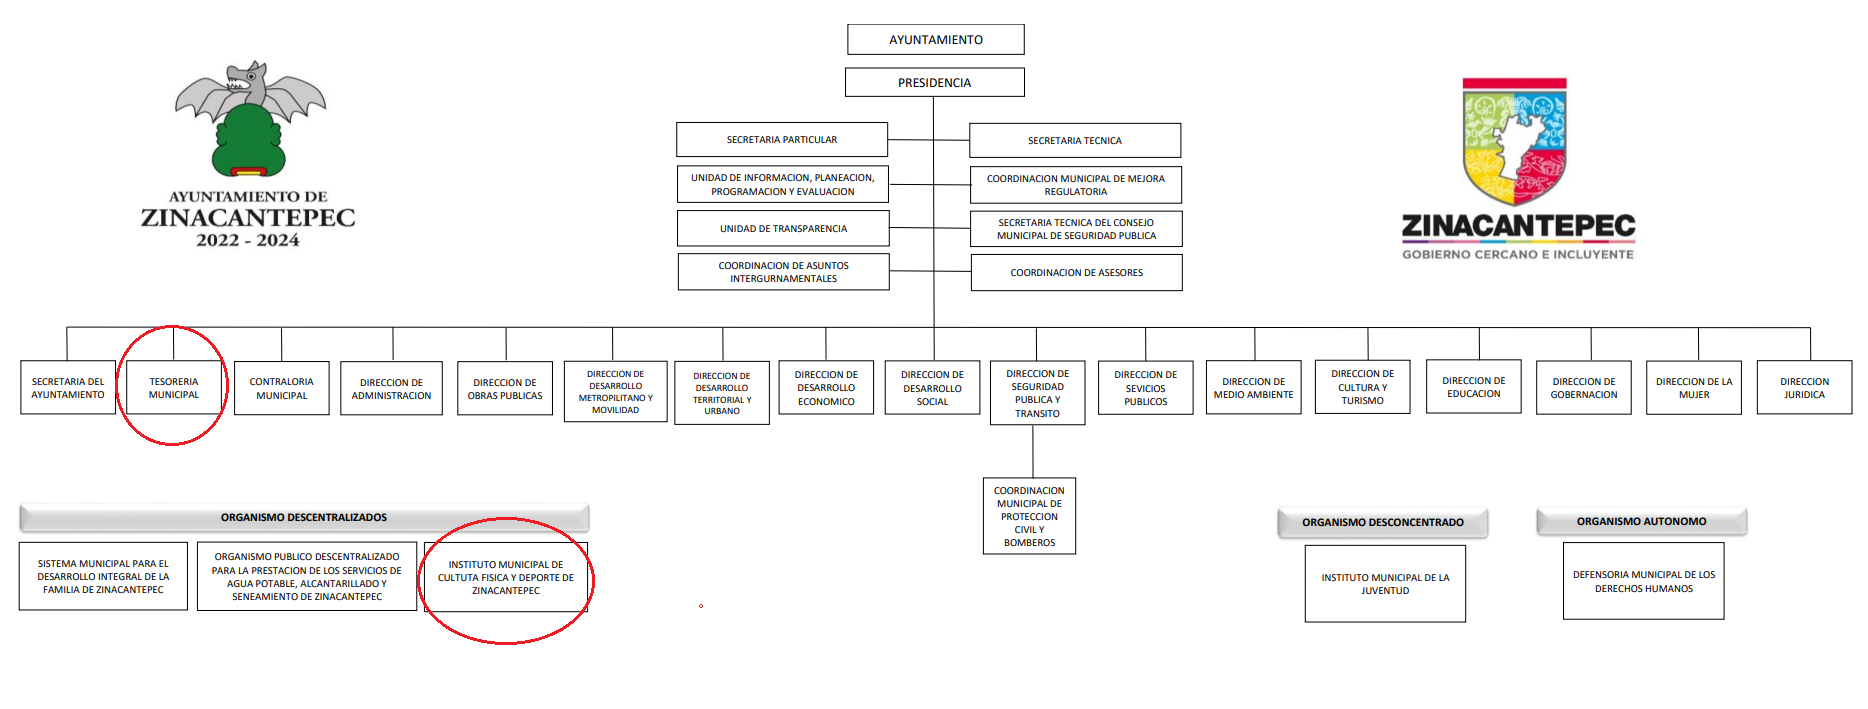 AYUNTAMIENTO
PRESIDENCIA
AYUNTAMIENTO DE
ZINACANTEPEC
2022 - 2024
ZINACANTEPEC
GOBIERNO CERCANO E INCLUYENTE
SECRETARIA PARTICULAR
SECRETARIA TECNICA
UNIDAD DE INFORMACION, PLANEACION,
PROGRAMACION Y EVALUACION
COORDINACION MUNICIPAL DE MEJORA
REGULATORIA
UNIDAD DE TRANSPARENCIA
SECRETARIA TECNICA DEL CONSEJO
MUNICIPAL DE SEGURIDAD PUBLICA
COORDINACION DE ASUNTOS
INTERGURNAMENTALES
COORDINACION DE ASESORES
SECRETARIA DEL
AYUNTAMIENTO
TESORERIA
MUNICIPAL
CONTRALORIA
MUNICIPAL
DIRECCION DE
ADMINISTRACION
DIRECCION DE
OBRAS PUBLICAS
DIRECCION DE
DESARROLLO
METROPLITANO Y
MOVILIDAD
DIRECCION DE
DESARROLLO
TERRITORIAL Y
URBANO
DIRECCION DE
DESARROLLO
ECONOMICO
DIRECCION DE
DESARROLLO
SOCIAL
DIRECCION DE
SEGURIDAD
PUBLICA Y
TRANSITO
DIRECCION DE
SEVICIOS
PUBLICOS
DIRECCION DE
MEDIO AMBIENTE
DIRECCION DE
CULTURA Y
TURISMO
DIRECCION DE
EDUCACION
DIRECCION DE
GOBERNACION
DIRECCION DE LA
MUJER
DIRECCION
JURIDICA
COORDINACION
MUNICIPAL DE
PROTECCION
CIVIL Y
BOMBEROS
ORGANISMO DESCENTRALIZADOS
SISTEMA MUNICIPAL PARA EL
DESARROLLO INTEGRAL DE LA
FAMILIA DE ZINACANTEPEC
ORGANISMO PUBLICO DESCENTRALIZADO
PARA LA PRESTACION DE LOS SERVICIOS DE
AGUA POTABLE, ALCANTARILLADO Y
SENEAMIENTO DE ZINACANTEPEC
INSTITUTO MUNICIPAL DE
CULTUTA FISICA Y DEPORTE DE
ZINACANTEPEC
ORGANISMO DESCONCENTRADO
INSTITUTO MUNICIPAL DE LA
JUVENTUD
ORGANISMO AUTONOMO
DEFENSORIA MUNICIPAL DE LOS
DERECHOS HUMANOS